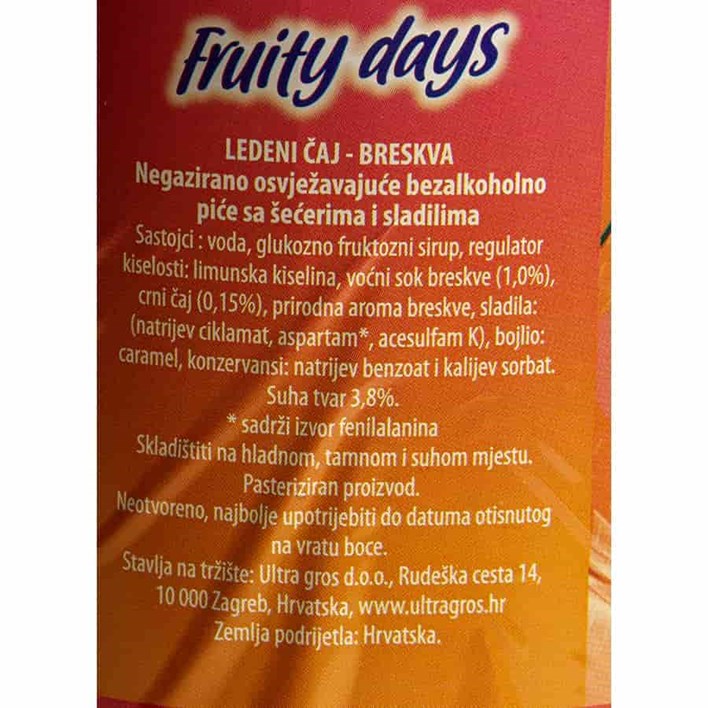 Fruity days
LEDENI ČAJ - BRESKVA
Negazirano osvježavajuće bezalkoholno
piće sa šećerima i sladilima
Sastojci : voda, glukozno fruktozni sirup, regulator
kiselosti: limunska kiselina, voćni sok breskve (1,0%),
crni čaj (0,15%), prirodna aroma breskve, sladila:
(natrijev ciklamat, aspartam*, acesulfam K), bojlio:
caramel, konzervansi: natrijev benzoat i kalijev sorbat.
Suha tvar 3,8%.
* sadrži izvor fenilalanina
Skladištiti na hladnom, tamnom i suhom mjestu.
Pasteriziran proizvod.
Neotvoreno, najbolje upotrijebiti do datuma otisnutog
na vratu boce.
Stavlja na tržište: Ultra gros d.o.o., Rudeška cesta 14,
10 000 Zagreb, Hrvatska, www.ultragros.hr
Zemlja podrijetla: Hrvatska.